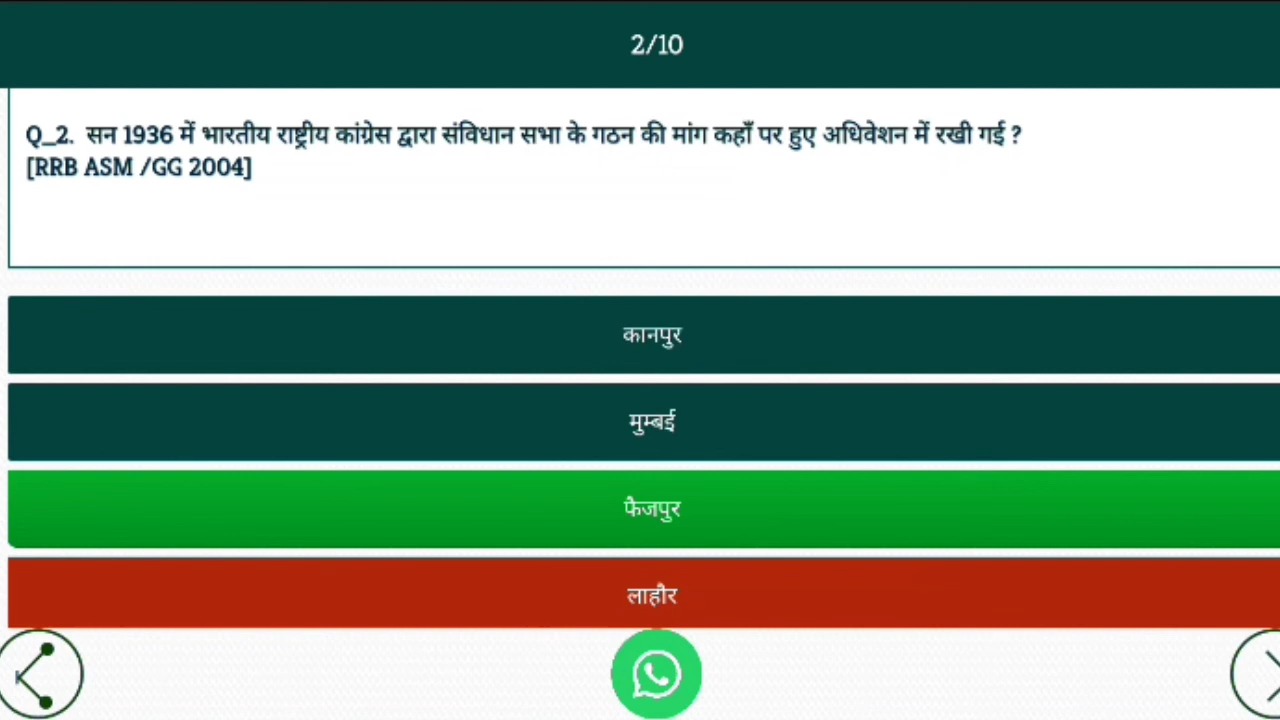 2/10
Q_2. सन 1936 में भारतीय राष्ट्रीय कांग्रेस द्वारा संविधान सभा के गठन की मांग कहाँ पर हुए अधिवेशन में रखी गई ?
[RRB ASM /GG 2004]
कानपुर
मुम्बई
फैजपुर
लाहौर